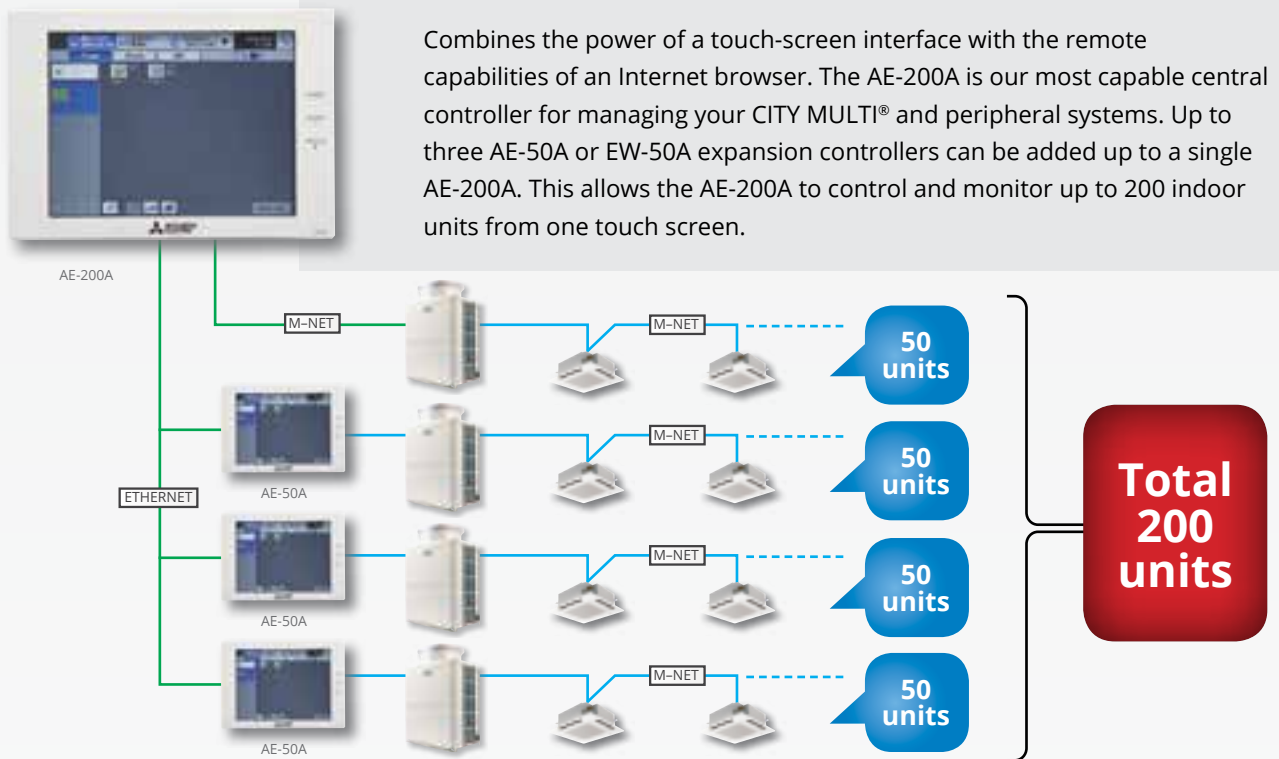 Combines the power of a touch-screen interface with the remote
capabilities of an Internet browser. The AE-200A is our most capable central
controller for managing your CITY MULTI® and peripheral systems. Up to
three AE-50A or EW-50A expansion controllers can be added up to a single
AE-200A. This allows the AE-200A to control and monitor up to 200 indoor
units from one touch screen.
AE-200A
M–NET
M–NET
50
units
AE-50A
M–NET
50
units
ETHERNET
AE-50A
M–NET
50
units
AE-50A
M–NET
50
units
Total
200
units